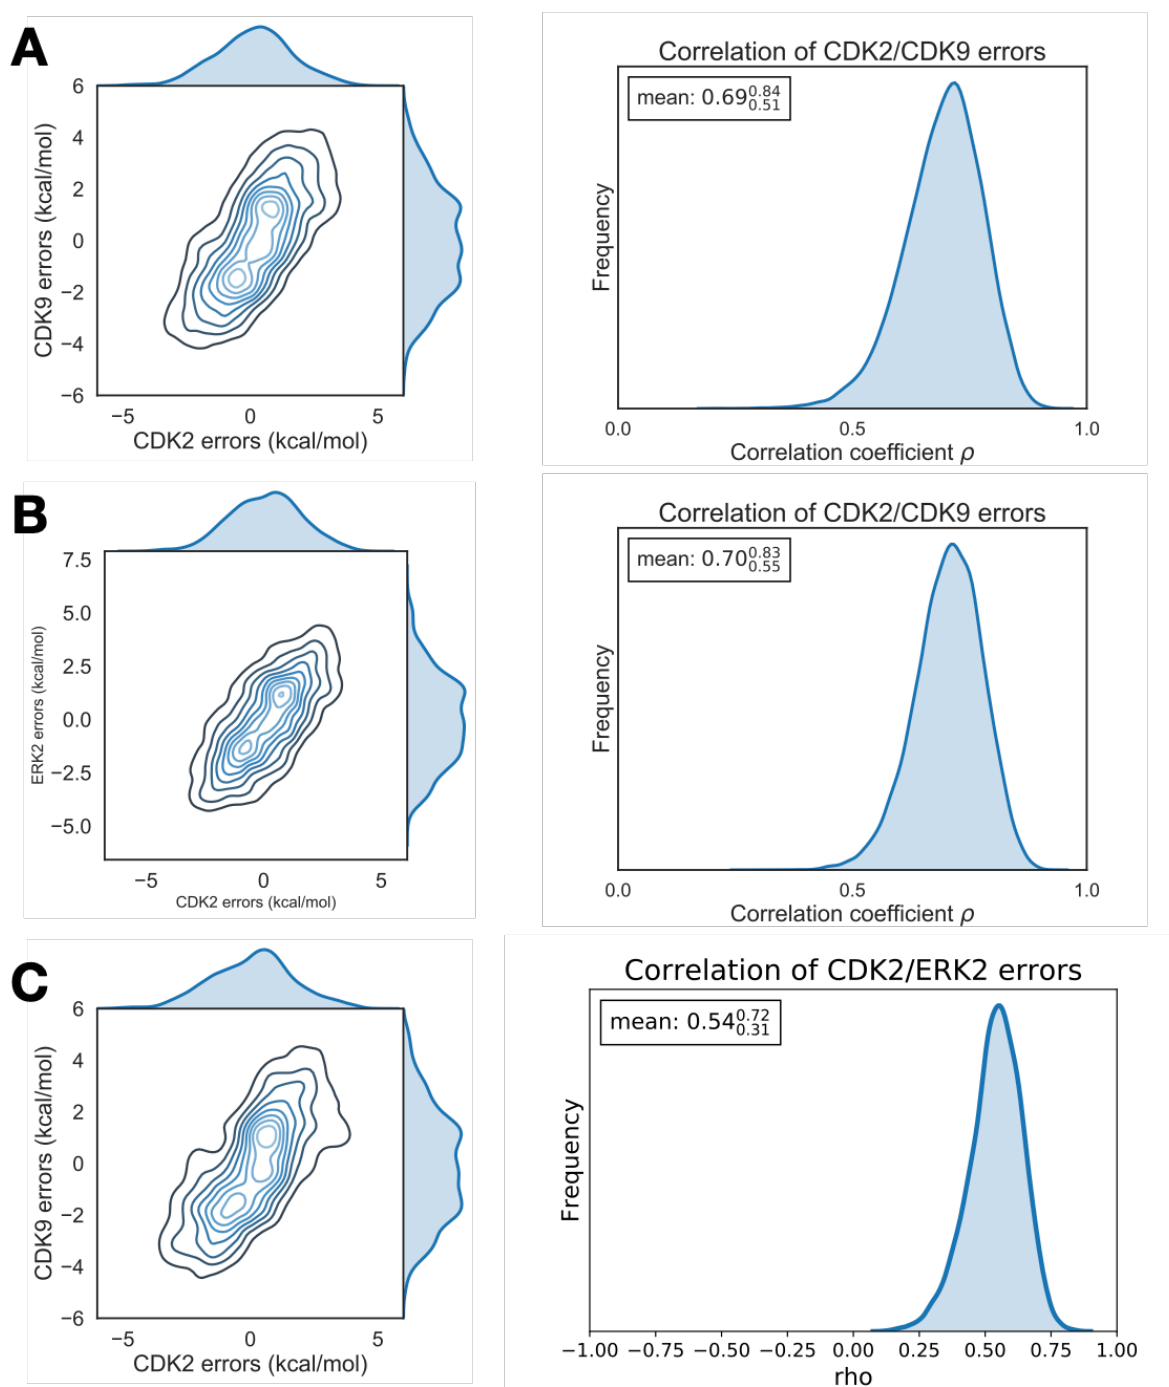 A
6
4
2
0
−2
−4
−6
CDK9 errors (kcal/mol)
−5 0 5
CDK2 errors (kcal/mol)
Correlation of CDK2/CDK9 errors
mean: 0.69 0.84 0.51
Frequency
0.0 0.5 1.0
Correlation coefficient ρ
B
7.5
5.0
2.5
0.0
−2.5
−5.0
ERK2 errors (kcal/mol)
−5 0 5
CDK2 errors (kcal/mol)
Correlation of CDK2/CDK9 errors
mean: 0.70 0.83 0.55
Frequency
0.0 0.5 1.0
Correlation coefficient ρ
C
6
4
2
0
−2
−4
−6
CDK9 errors (kcal/mol)
−5 0 5
CDK2 errors (kcal/mol)
Correlation of CDK2/ERK2 errors
mean: 0.54 0.72 0.31
Frequency
−1.00 −0.75 −0.50 −0.25 0.00 0.25 0.50 0.75 1.00
rho